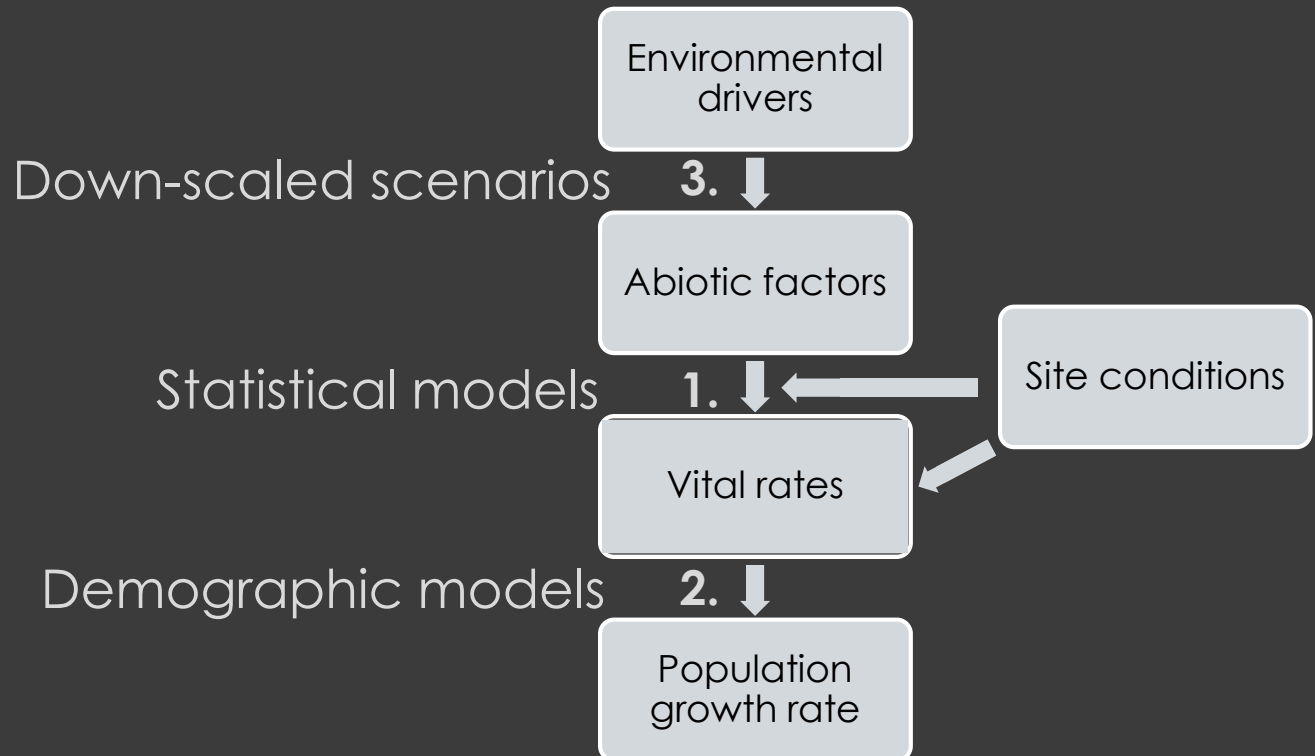 Environmental
drivers
Down-scaled scenarios 3.
Abiotic factors
Statistical models 1.
Site conditions
Vital rates
Demographic models 2.
Population
growth rate